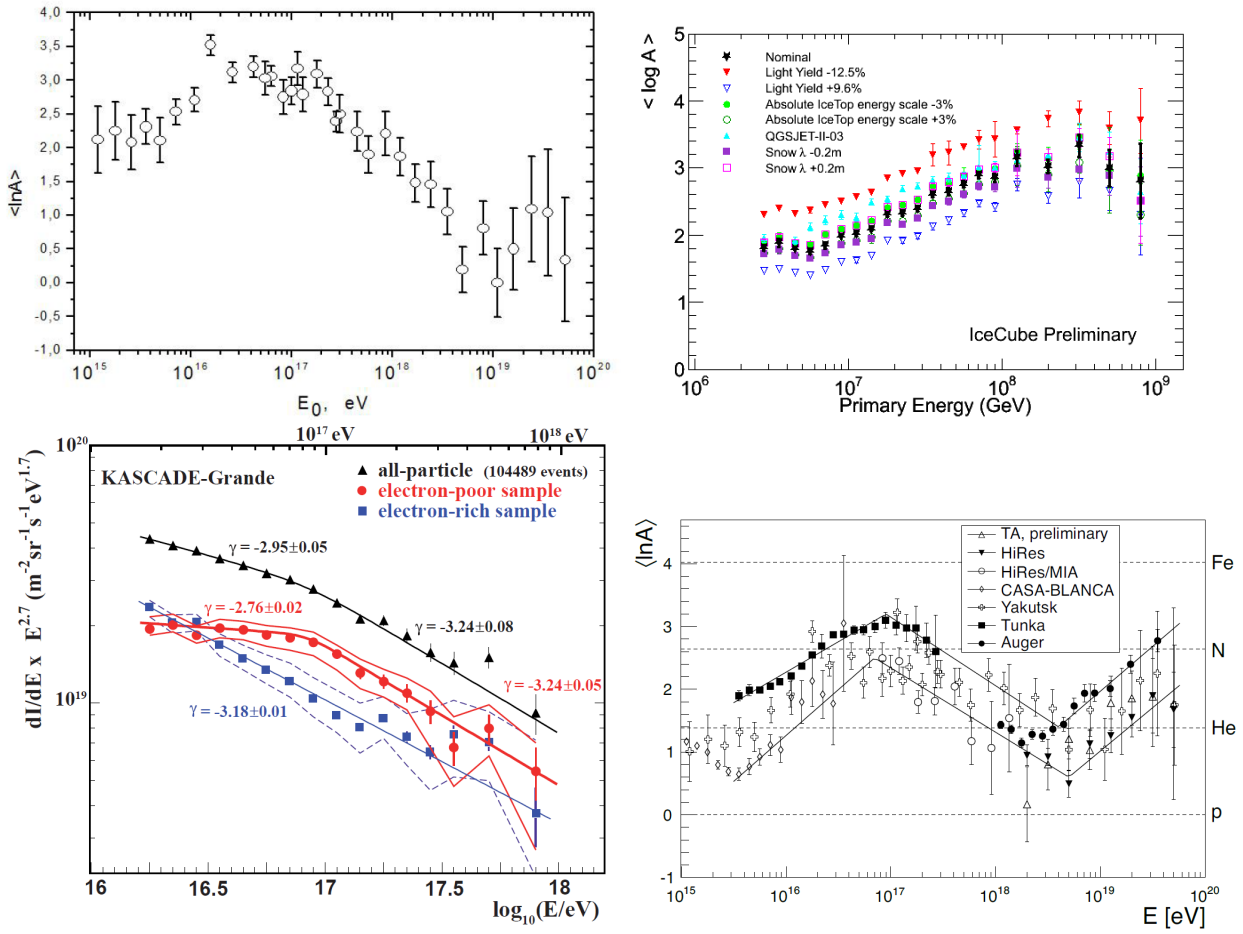 4,0
3,5
3,0
2,5
2,0
1,5
1,0
0,5
0,0
-0,5
-1,0
<lnA>
10^15 10^16 10^17 10^18 10^19 10^20
E_0, eV
< log A >
5
4
3
2
1
0
Nominal
Light Yield -12.5%
Light Yield +9.6%
Absolute IceTop energy scale -3%
Absolute IceTop energy scale +3%
QGSJET-II-03
Snow λ -0.2m
Snow λ +0.2m
IceCube Preliminary
10^6 10^7 10^8 10^9
Primary Energy (GeV)
10^17 eV 10^18 eV
10^20
10^19
dI/dE x E^2.7 (m^-2 sr^-1 s^-1 eV^1.7)
KASCADE-Grande
all-particle (104489 events)
electron-poor sample
electron-rich sample
γ = -2.95±0.05
γ = -2.76±0.02
γ = -3.24±0.08
γ = -3.24±0.05
γ = -3.18±0.01
16 16.5 17 17.5 18
log_10(E/eV)
⟨lnA⟩
4
3
2
1
0
-1
TA, preliminary
HiRes
HiRes/MIA
CASA-BLANCA
Yakutsk
Tunka
Auger
Fe
N
He
p
10^15 10^16 10^17 10^18 10^19 10^20
E [eV]